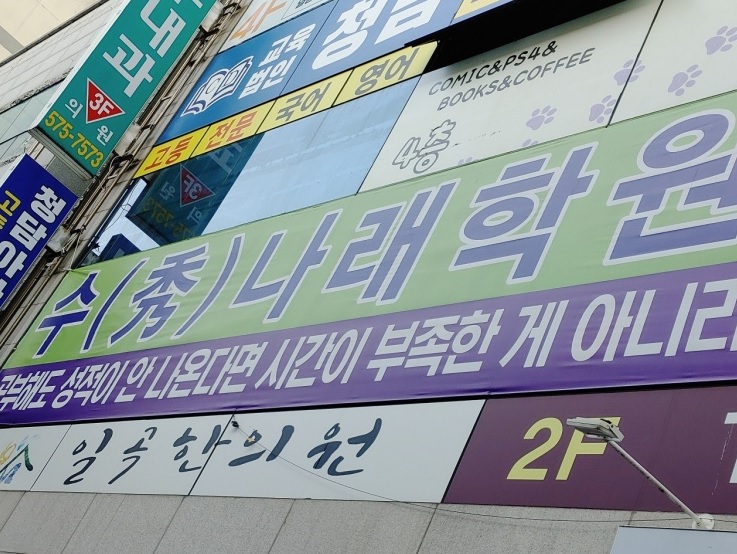 내과
3F
의원
575-7573
교육
법인
청담
고등 전문 국어 영어
COMIC&PS4&
BOOKS&COFFEE
3F
청담
수(秀)나래학원
공부해도 성적이 안 나온다면 시간이 부족한 게 아니라
일곡한의원
2F